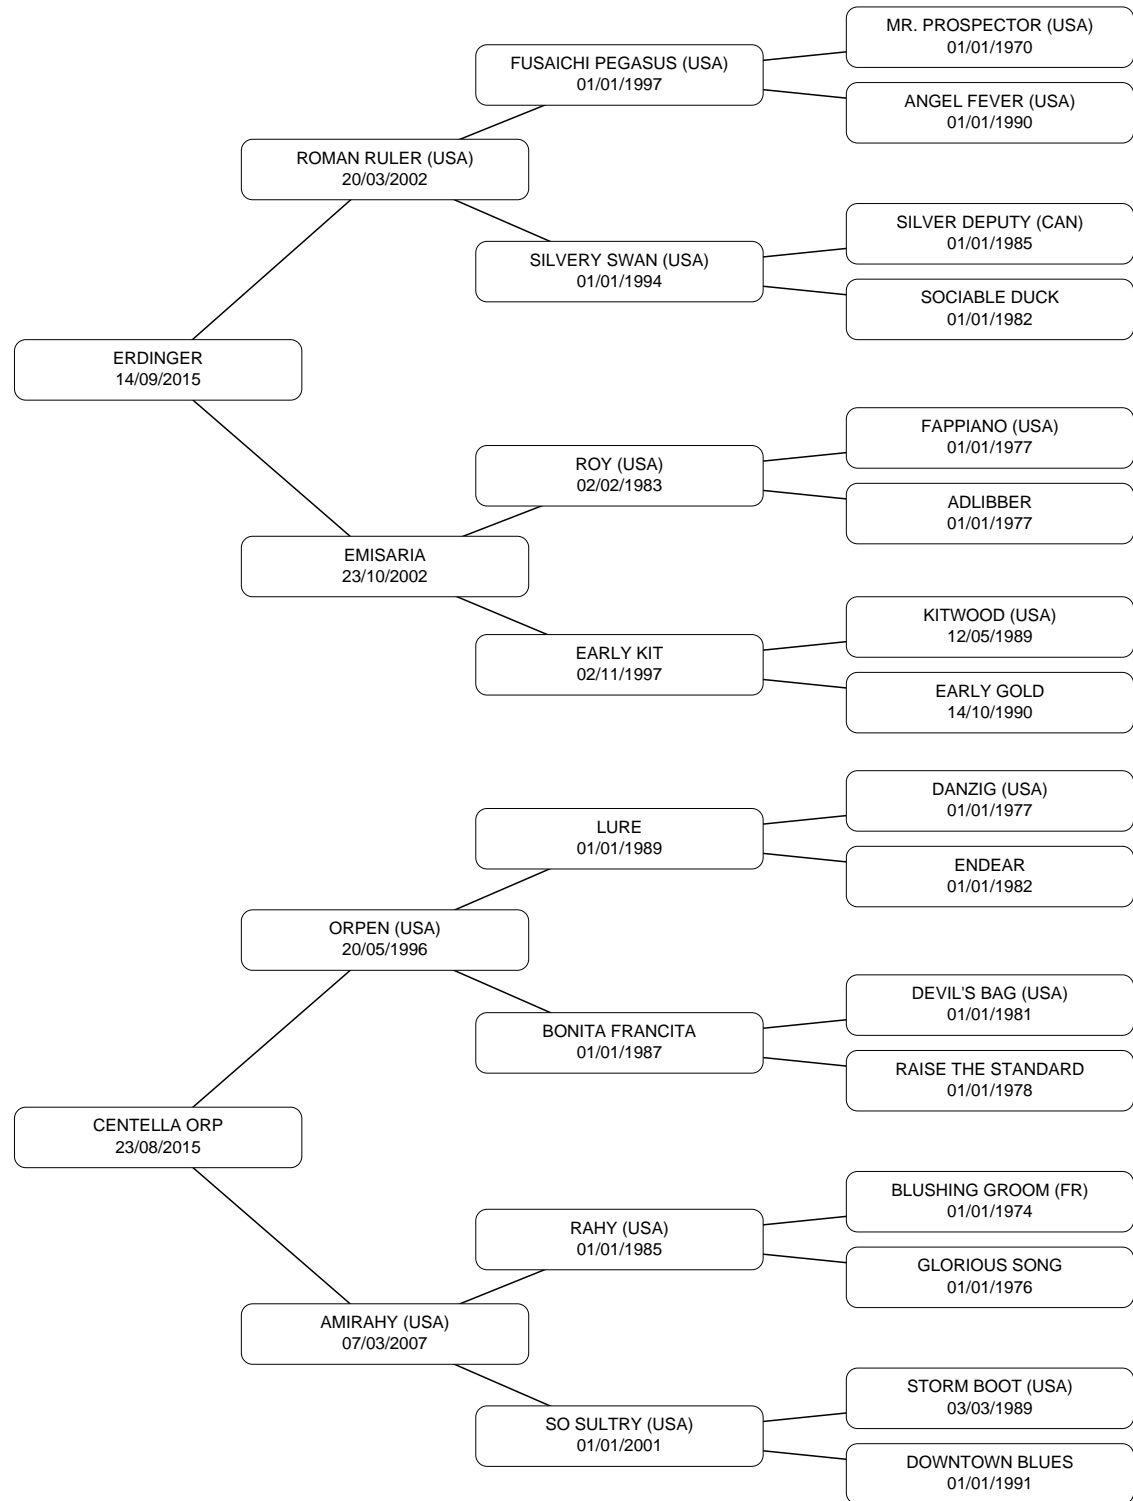 MR. PROSPECTOR (USA)
01/01/1970
FUSAICHI PEGASUS (USA)
01/01/1997
ANGEL FEVER (USA)
01/01/1990
ROMAN RULER (USA)
20/03/2002
SILVER DEPUTY (CAN)
01/01/1985
SILVERY SWAN (USA)
01/01/1994
SOCIABLE DUCK
01/01/1982
ERDINGER
14/09/2015
FAPPIANO (USA)
01/01/1977
ROY (USA)
02/02/1983
ADLIBBER
01/01/1977
EMISARIA
23/10/2002
KITWOOD (USA)
12/05/1989
EARLY KIT
02/11/1997
EARLY GOLD
14/10/1990
DANZIG (USA)
01/01/1977
LURE
01/01/1989
ENDEAR
01/01/1982
ORPEN (USA)
20/05/1996
DEVIL'S BAG (USA)
01/01/1981
BONITA FRANCITA
01/01/1987
RAISE THE STANDARD
01/01/1978
CENTELLA ORP
23/08/2015
BLUSHING GROOM (FR)
01/01/1974
RAHY (USA)
01/01/1985
GLORIOUS SONG
01/01/1976
AMIRAHY (USA)
07/03/2007
STORM BOOT (USA)
03/03/1989
SO SULTRY (USA)
01/01/2001
DOWNTOWN BLUES
01/01/1991